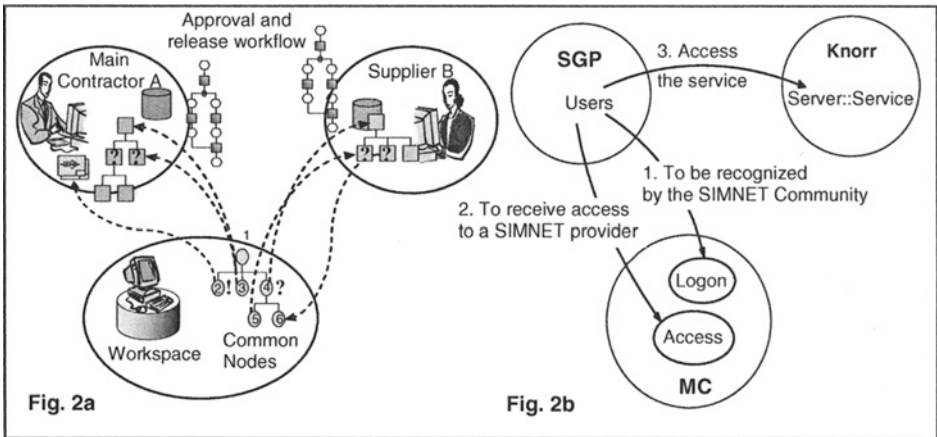 Approval and
release workflow
Main
Contractor A
Supplier B
?
?
?
?
1
2
!
3
4
?
5
6
Workspace
Common
Nodes
Fig. 2a
SGP
Users
3. Access
the service
Knorr
Server::Service
1. To be recognized
by the SIMNET Community
2. To receive access
to a SIMNET provider
Logon
Access
MC
Fig. 2b